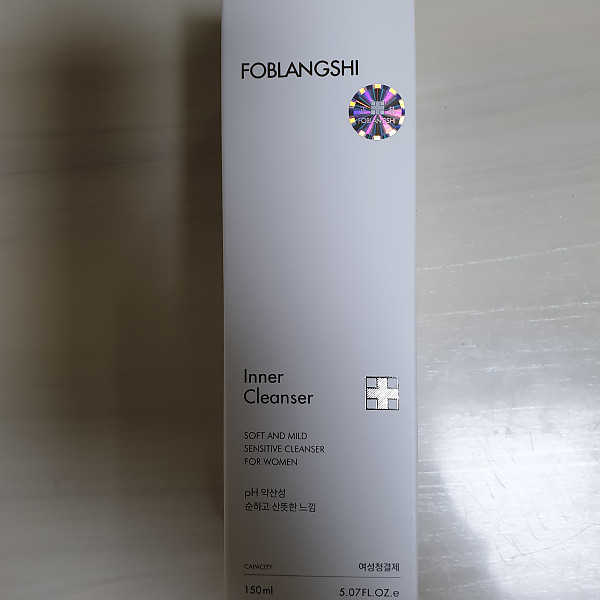 FOBLANGSHI
FOBLANGSHI
Inner
Cleanser
SOFT AND MILD
SENSITIVE CLEANSER
FOR WOMEN
pH 약산성
순하고 산뜻한 느낌
CAPACITY 여성청결제
150ml 5.07FL.OZ.e